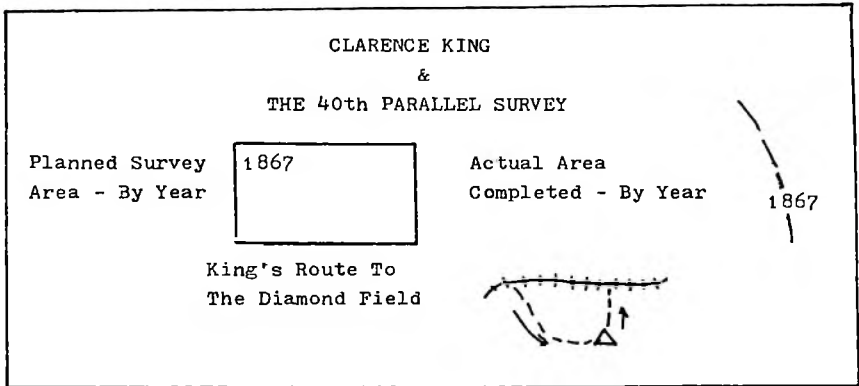 CLARENCE KING
&
THE 40th PARALLEL SURVEY
Planned Survey
Area - By Year
1867
Actual Area
Completed - By Year
1867
King's Route To
The Diamond Field